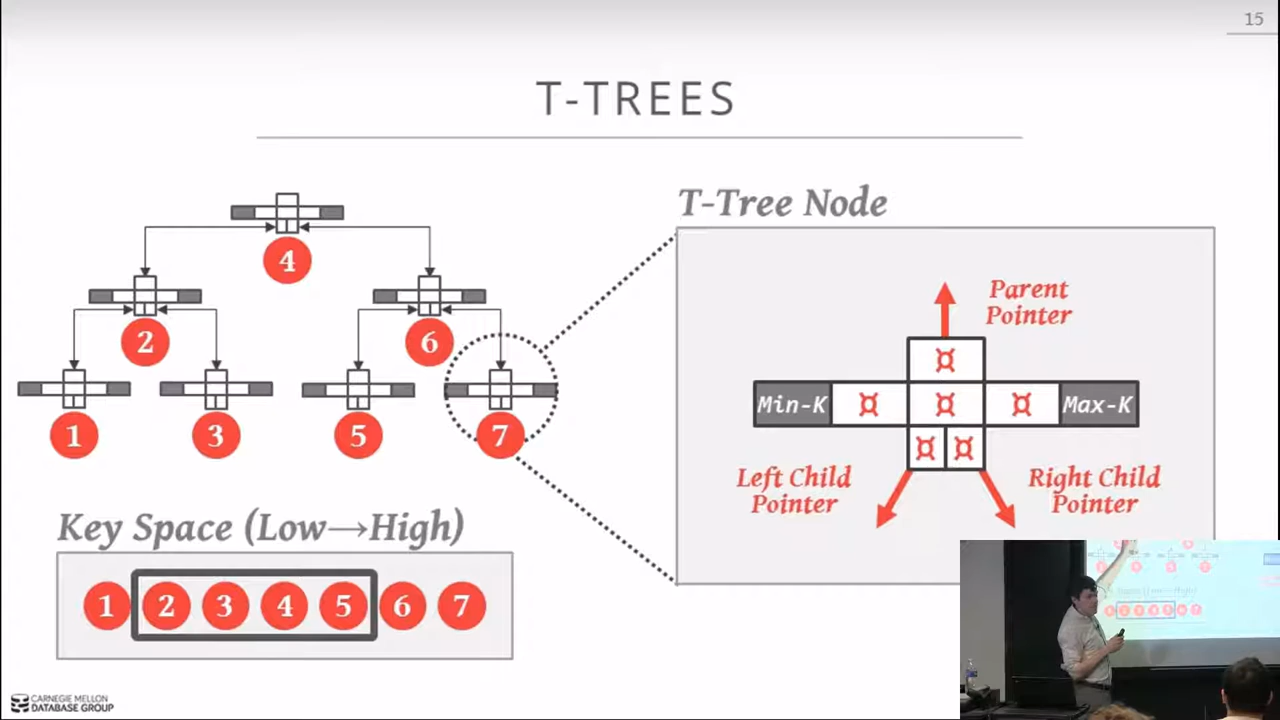 15
T-TREES
T-Tree Node
4
2
6
1
3
5
7
Parent
Pointer
Min-K
Max-K
Left Child
Pointer
Right Child
Pointer
Key Space (Low→High)
1 2 3 4 5 6 7
CARNEGIE MELLON
DATABASE GROUP